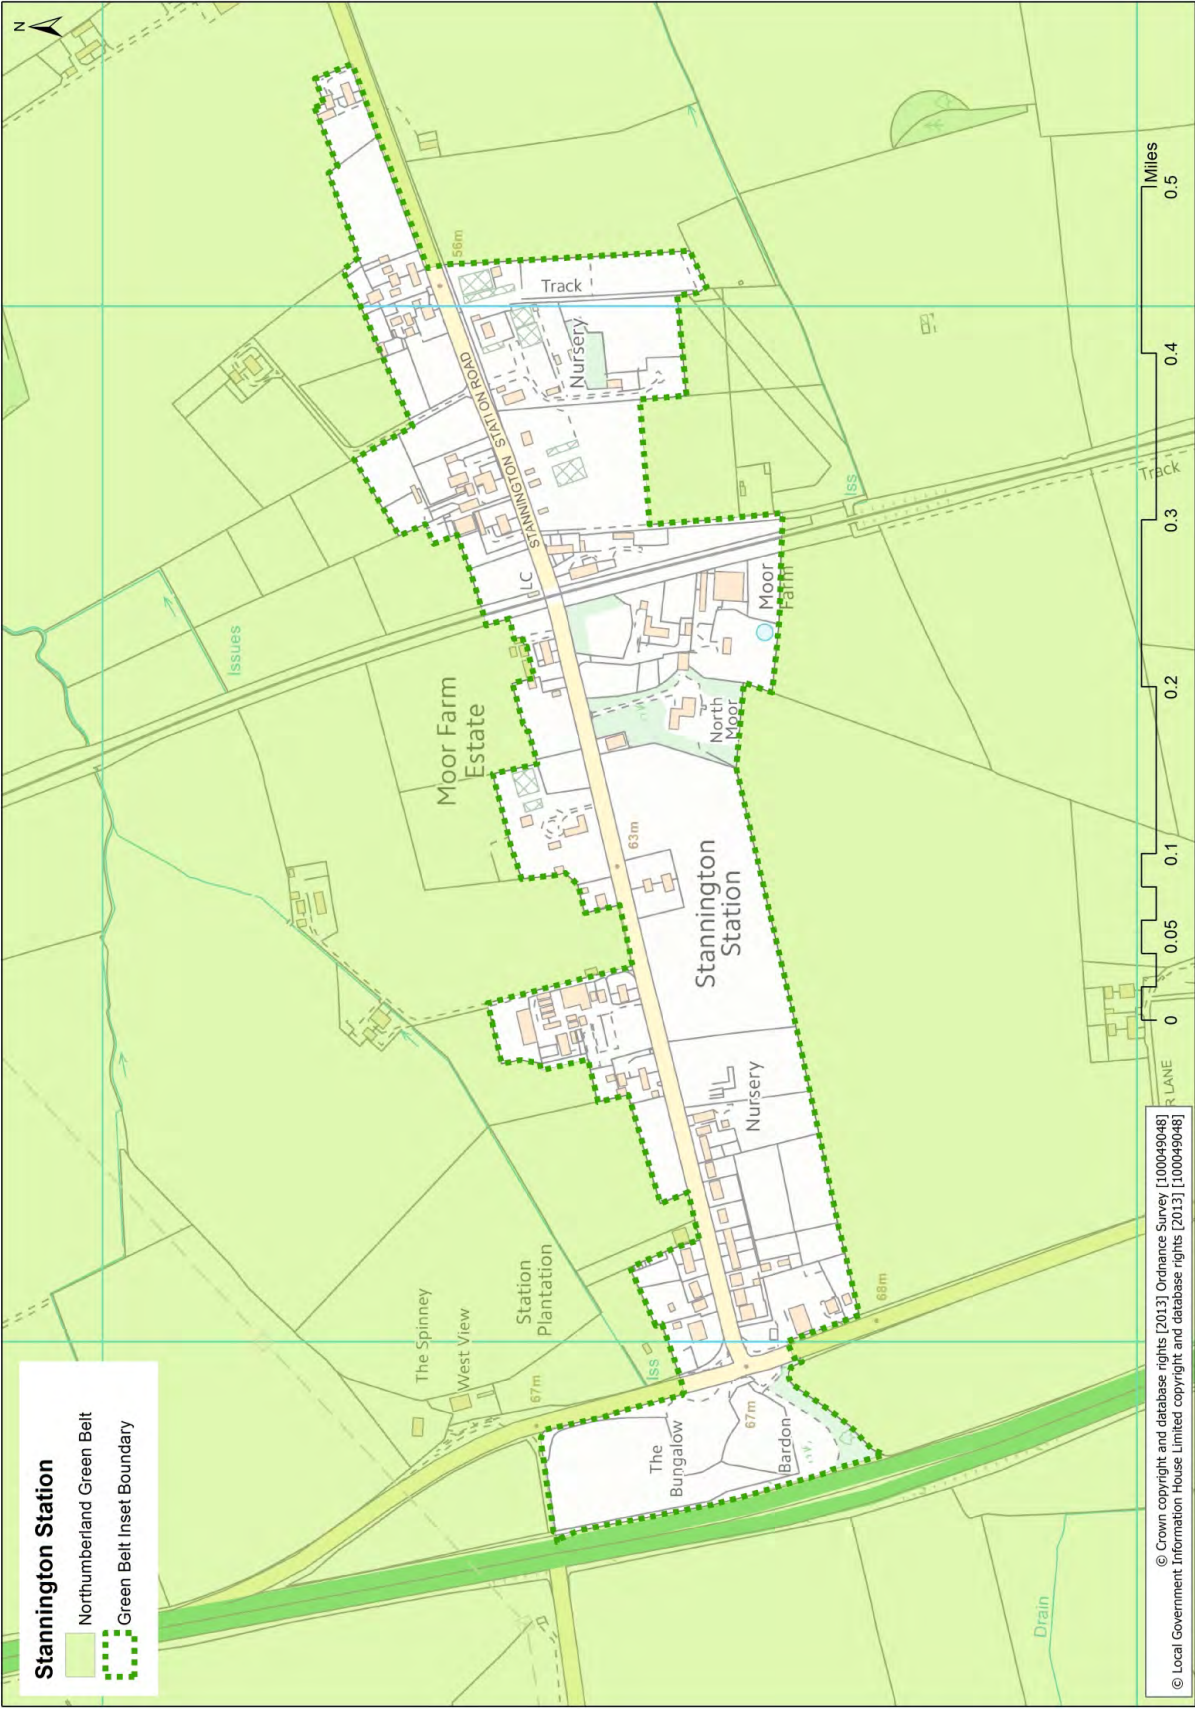 Stannington Station
Northumberland Green Belt
Green Belt Inset Boundary
N
The Spinney
West View
Station
Plantation
67m
Iss
The
Bungalow
67m
Bardon
68m
Drain
Nursery
Stannington
Station
63m
Moor Farm
Estate
Issues
North
Moor
Moor
Farm
LC
STANNINGTON STATION ROAD
Nursery
Track
56m
Iss
Track
R LANE
Miles
0
0.05
0.1
0.2
0.3
0.4
0.5
© Crown copyright and database rights [2013] Ordnance Survey [100049048]
© Local Government Information House Limited copyright and database rights [2013] [100049048]